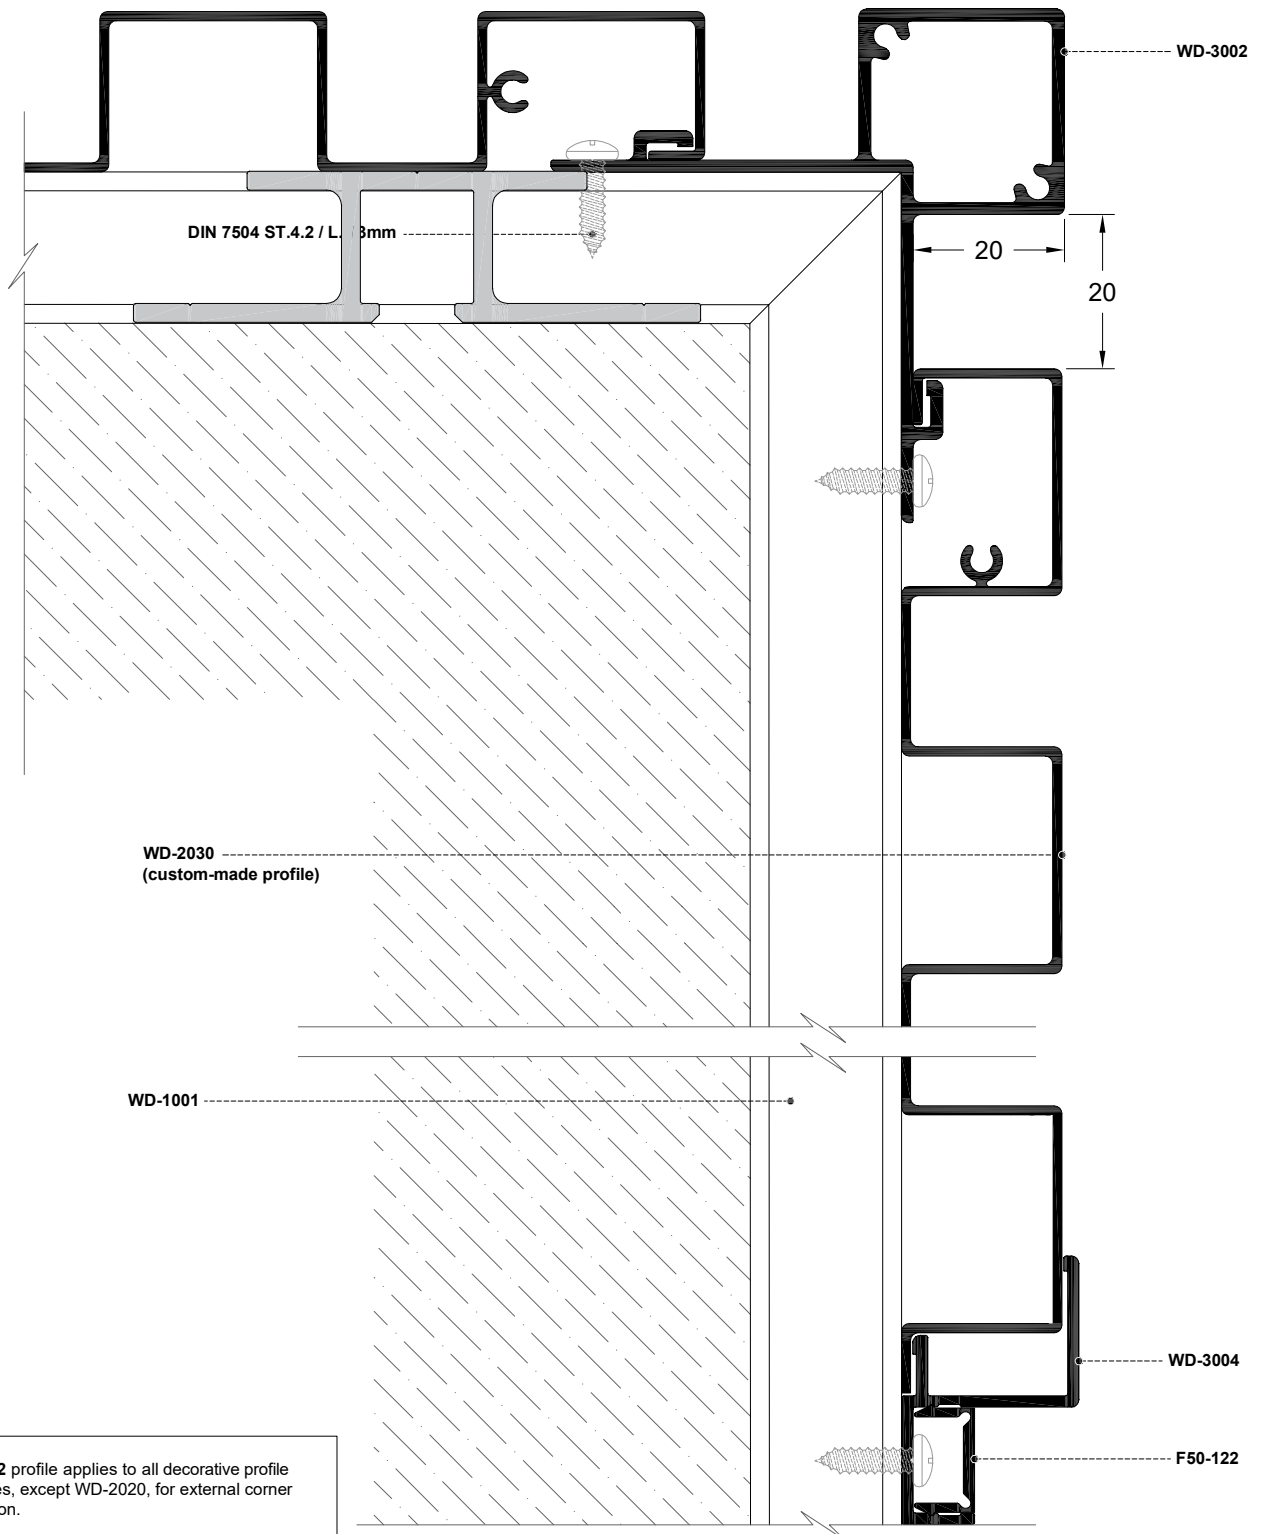 WD-3002
DIN 7504 ST.4.2 / L. 3mm
20
20
WD-2030
(custom-made profile)
WD-1001
WD-3004
F50-122
2 profile applies to all decorative profile
es, except WD-2020, for external corner
on.